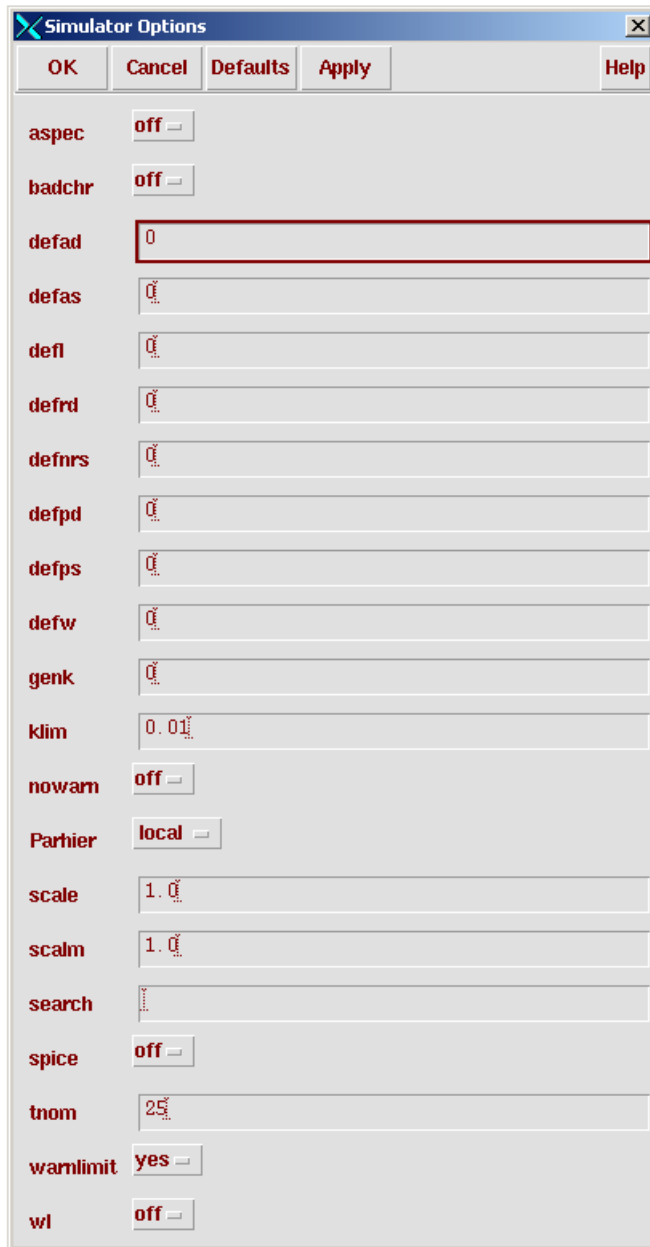 Simulator Options
OK Cancel Defaults Apply Help
aspec off
badchr off
defad 0
defas 0
defl 0
defrd 0
defnrs 0
defpd 0
defps 0
defw 0
genk 0
klim 0.01
nowarn off
Parhier local
scale 1.0
scalm 1.0
search
spice off
tnom 25
warnlimit yes
wl off